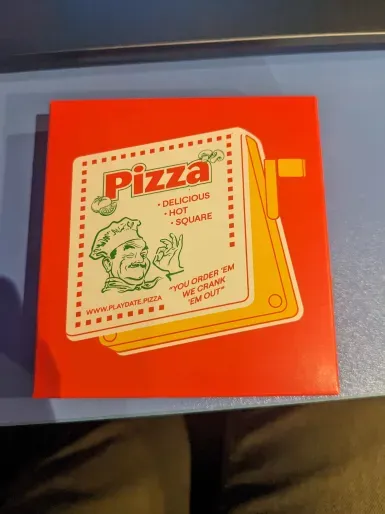 Pizza
• DELICIOUS
• HOT
• SQUARE
"YOU ORDER 'EM
WE CRANK
'EM OUT"
WWW.PLAYDATE.PIZZA